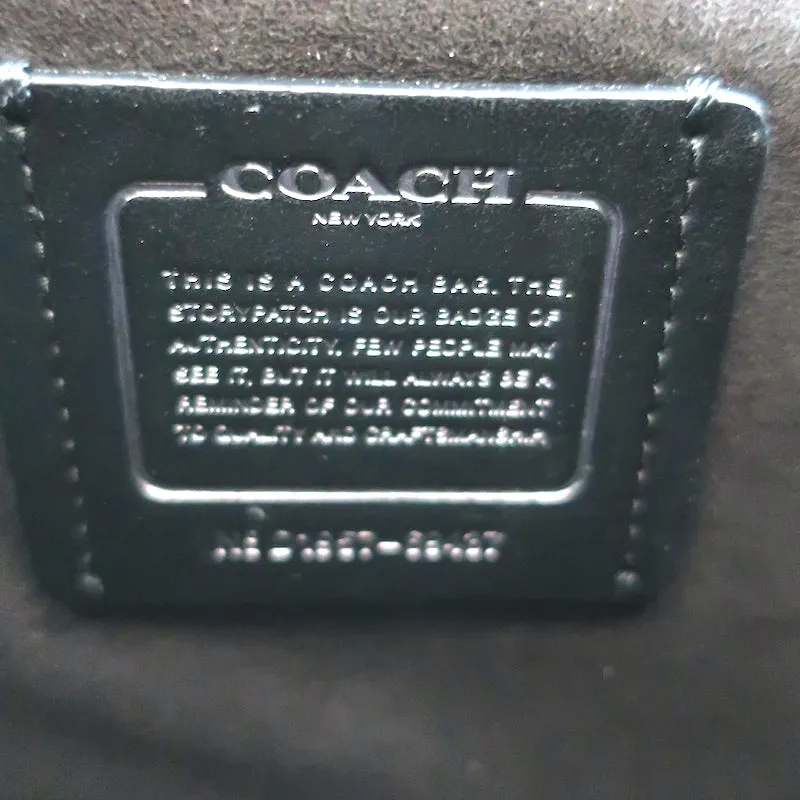 COACH
NEW YORK
THIS IS A COACH BAG. THE
STORYPATCH IS OUR BADGE OF
AUTHENTICITY. FEW PEOPLE MAY
SEE IT, BUT IT WILL ALWAYS BE A
REMINDER OF OUR COMMITMENT
TO QUALITY AND CRAFTSMANSHIP.